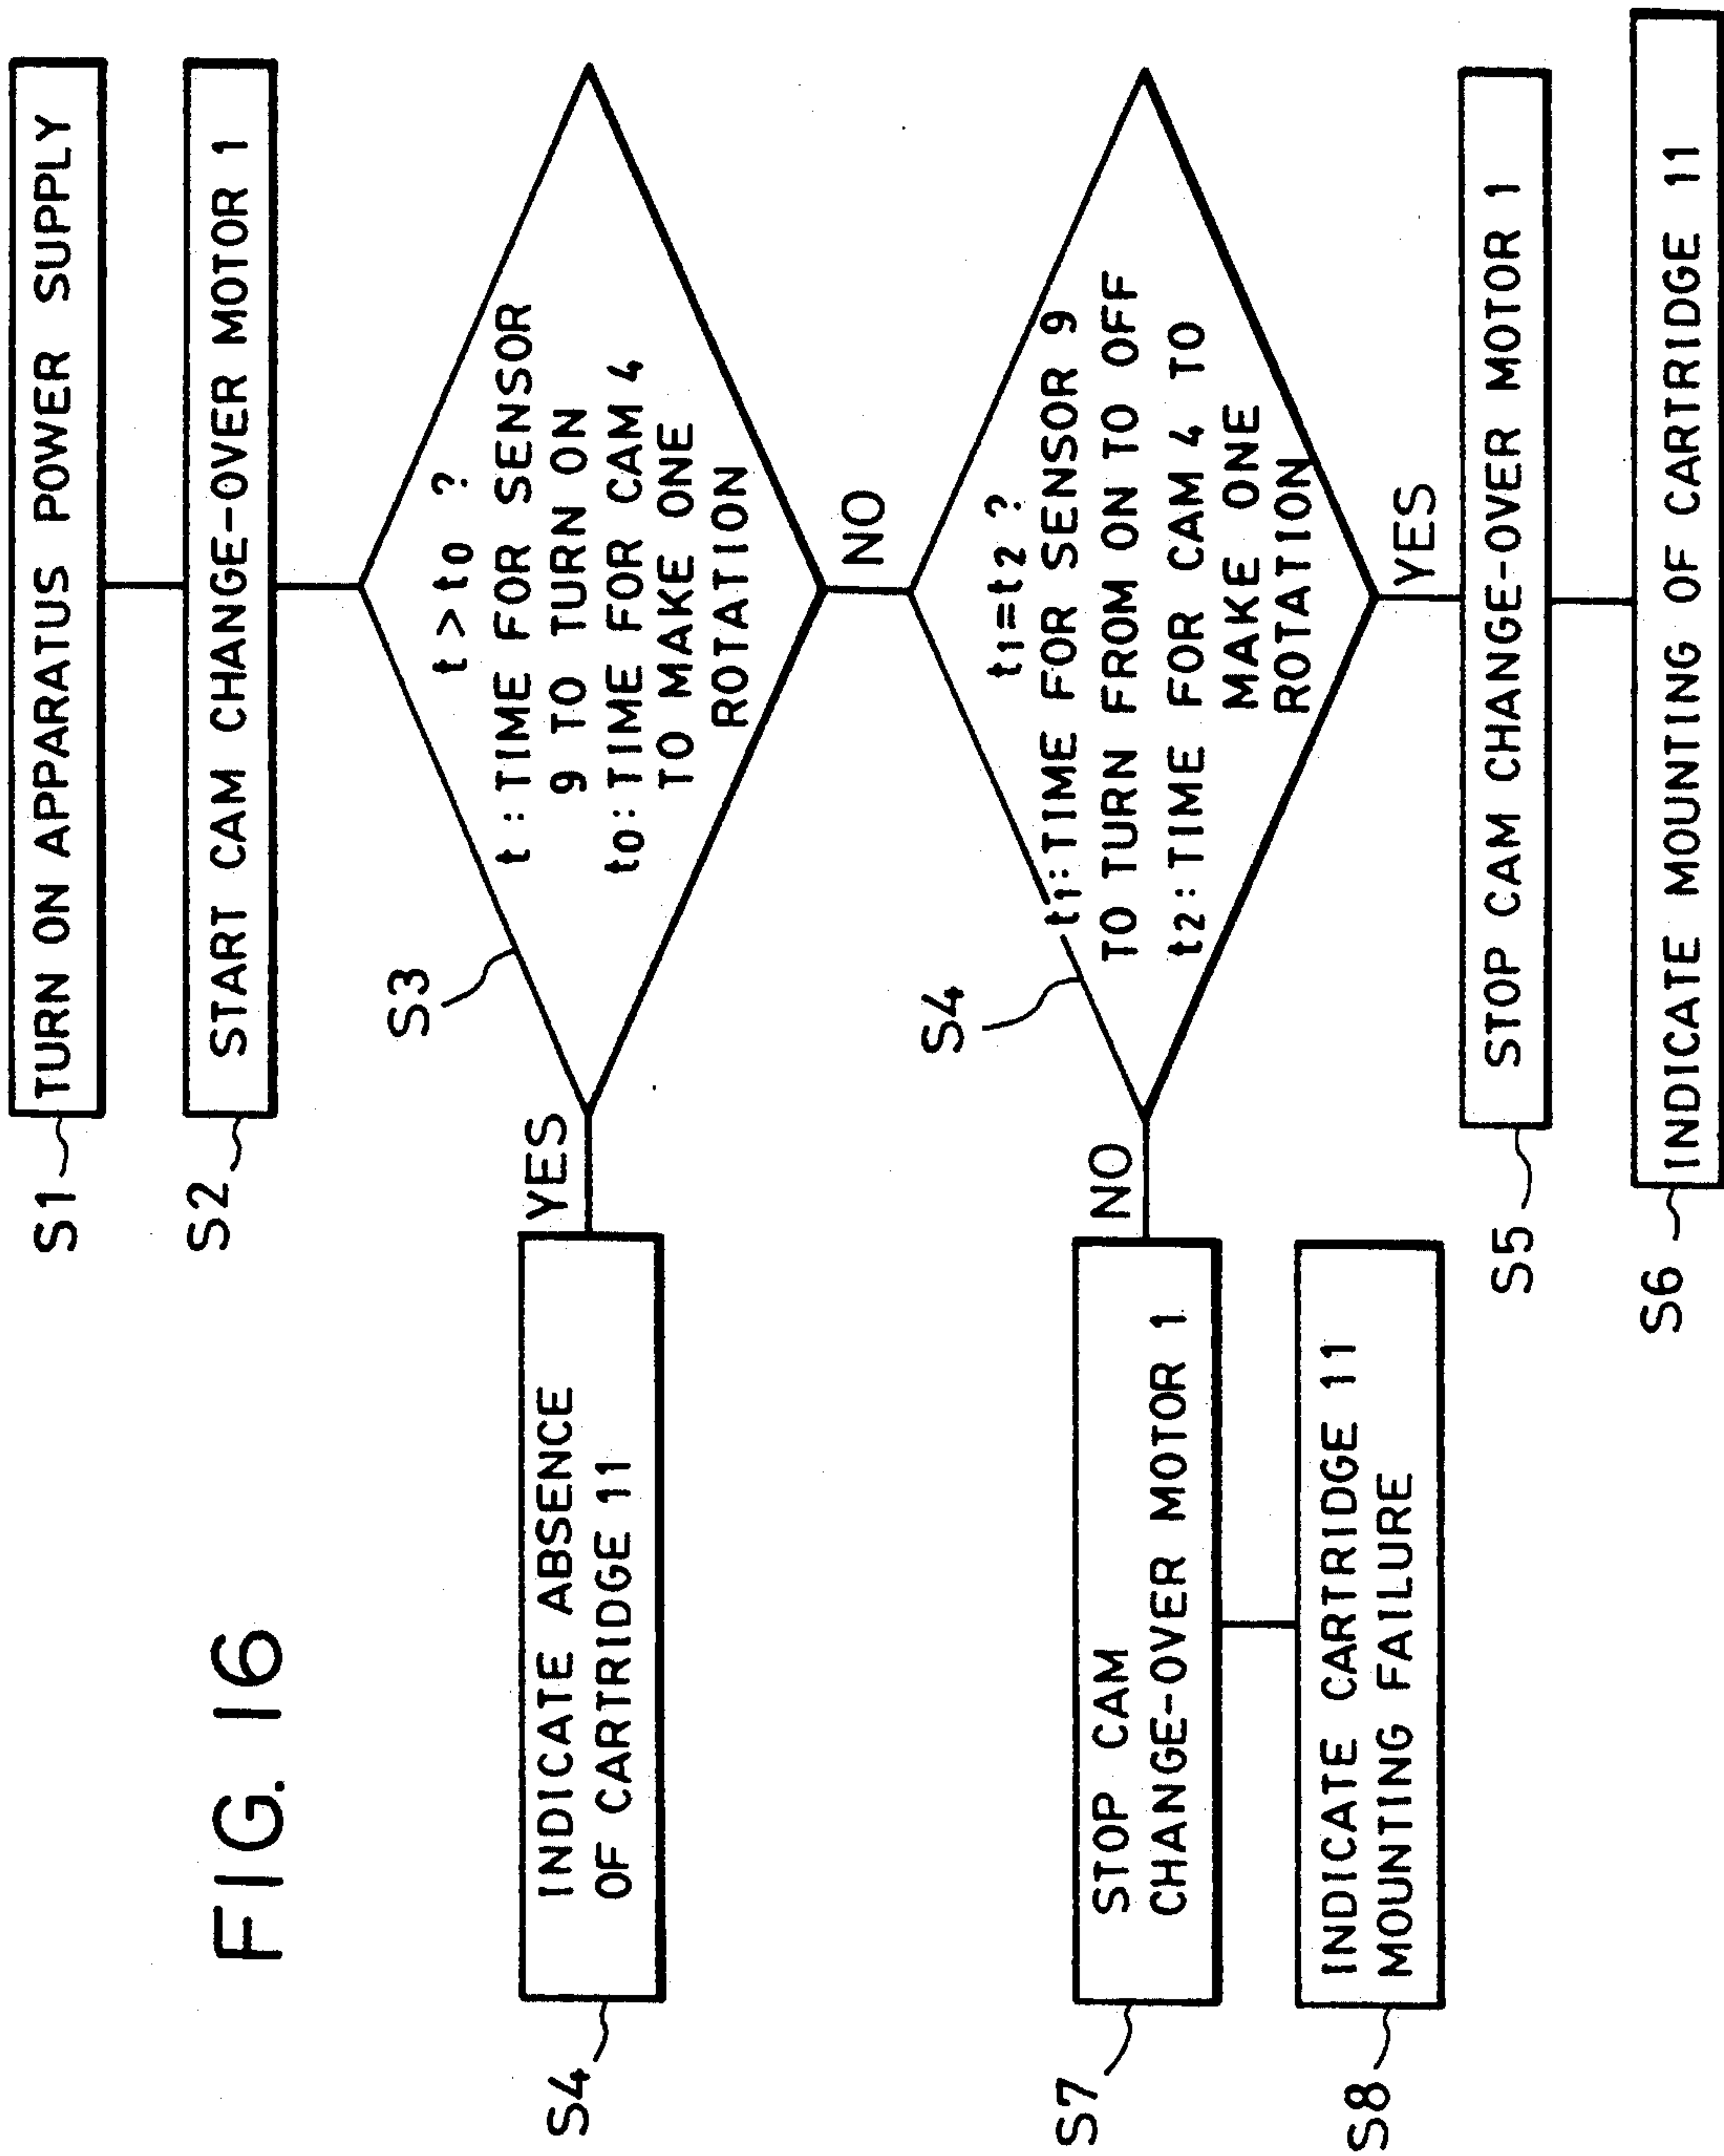 FIG. 16
S1
TURN ON APPARATUS POWER SUPPLY
S2
START CAM CHANGE-OVER MOTOR 1
S3
t > t0 ?
t : TIME FOR SENSOR
9 TO TURN ON
t0: TIME FOR CAM 4
TO MAKE ONE
ROTATION
YES
S4
INDICATE ABSENCE
OF CARTRIDGE 11
NO
S4
t1=t2 ?
t1: TIME FOR SENSOR 9
TO TURN FROM ON TO OFF
t2: TIME FOR CAM 4 TO
MAKE ONE
ROTATION
NO
S7
STOP CAM
CHANGE-OVER MOTOR 1
S8
INDICATE CARTRIDGE 11
MOUNTING FAILURE
YES
S5
STOP CAM CHANGE-OVER MOTOR 1
S6
INDICATE MOUNTING OF CARTRIDGE 11